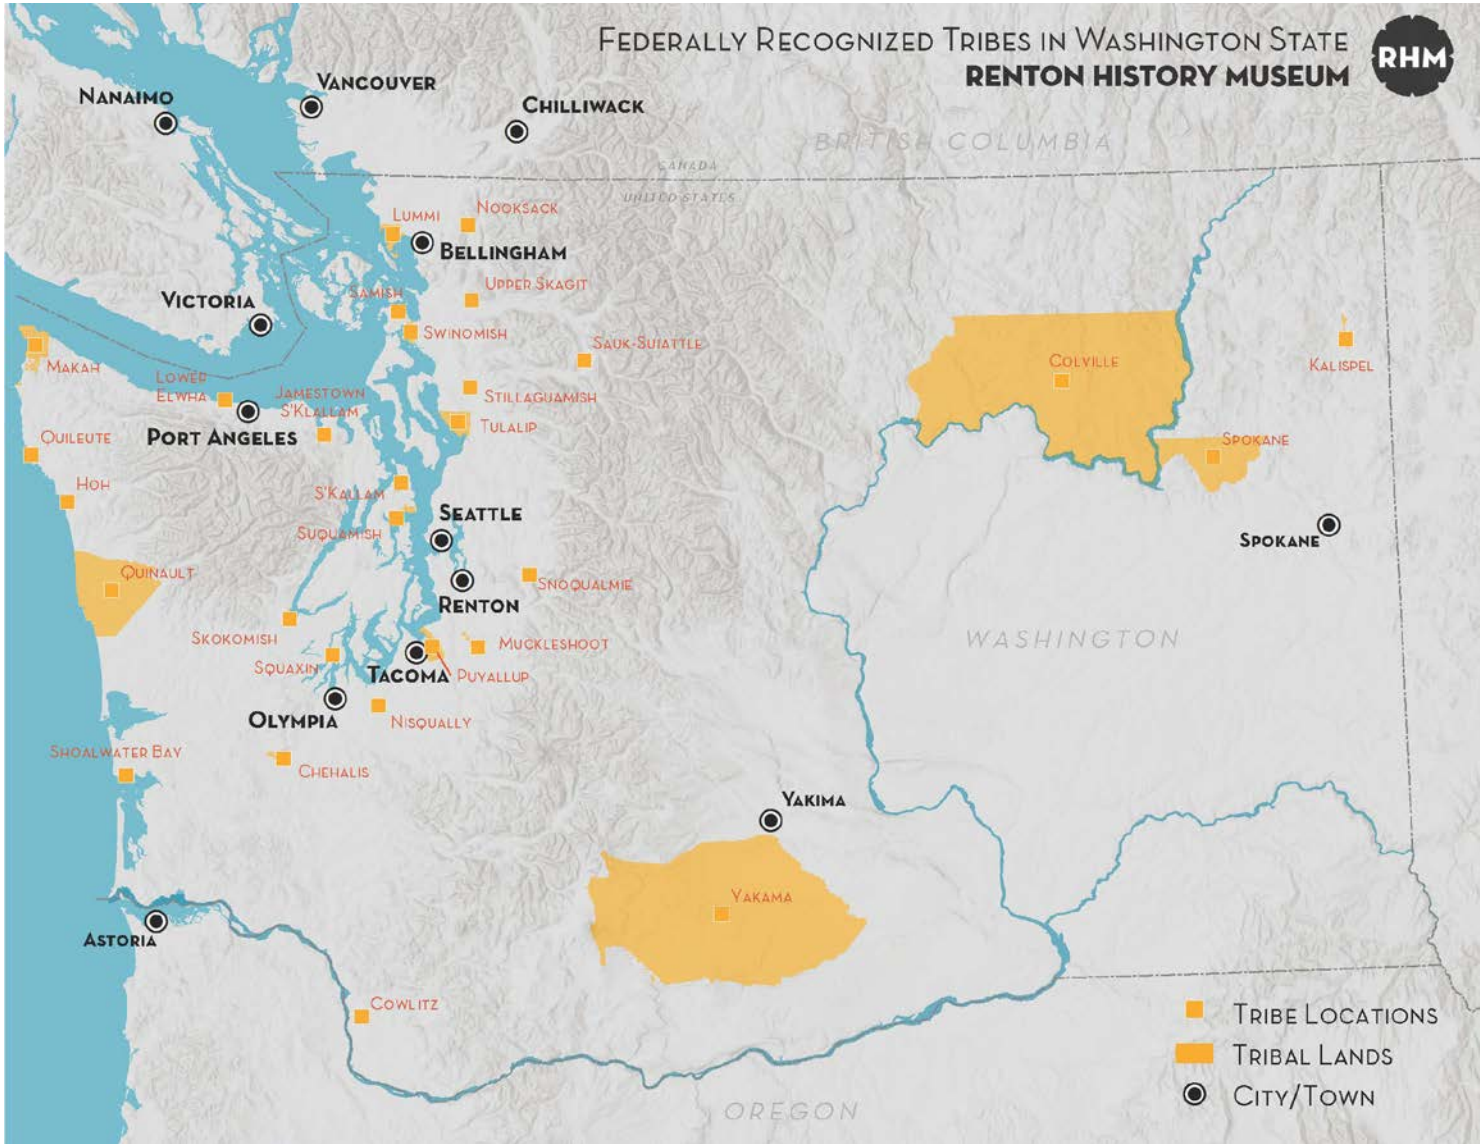 FEDERALLY RECOGNIZED TRIBES IN WASHINGTON STATE
RENTON HISTORY MUSEUM
RHM
NANAIMO
VANCOUVER
CHILLIWACK
BRITISH COLUMBIA
CANADA
UNITED STATES
LUMMI
NOOKSACK
BELLINGHAM
UPPER SKAGIT
SAMISH
VICTORIA
SWINOMISH
SAUK-SUIATTLE
MAKAH
LOWER
ELWHA
JAMESTOWN
S'KLALLAM
STILLAGUAMISH
PORT ANGELES
TULALIP
QUILEUTE
HOH
S'KALLAM
SUQUAMISH
SEATTLE
QUINAULT
SNOQUALMIE
RENTON
SKOKOMISH
MUCKLESHOOT
SQUAXIN
TACOMA
PUYALLUP
OLYMPIA
NISQUALLY
SHOALWATER BAY
CHEHALIS
COLVILLE
KALISPEL
SPOKANE
SPOKANE
WASHINGTON
YAKIMA
YAKAMA
ASTORIA
COWLITZ
OREGON
TRIBE LOCATIONS
TRIBAL LANDS
CITY/TOWN